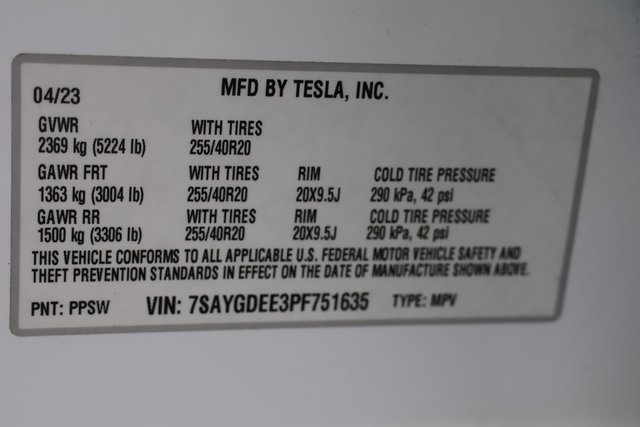 MFD BY TESLA, INC.
04/23
GVWR WITH TIRES
2369 kg (5224 lb) 255/40R20
GAWR FRT WITH TIRES RIM COLD TIRE PRESSURE
1363 kg (3004 lb) 255/40R20 20X9.5J 290 kPa, 42 psi
GAWR RR WITH TIRES RIM COLD TIRE PRESSURE
1500 kg (3306 lb) 255/40R20 20X9.5J 290 kPa, 42 psi
THIS VEHICLE CONFORMS TO ALL APPLICABLE U.S. FEDERAL MOTOR VEHICLE SAFETY AND
THEFT PREVENTION STANDARDS IN EFFECT ON THE DATE OF MANUFACTURE SHOWN ABOVE.
PNT: PPSW VIN: 7SAYGDEE3PF751635 TYPE: MPV